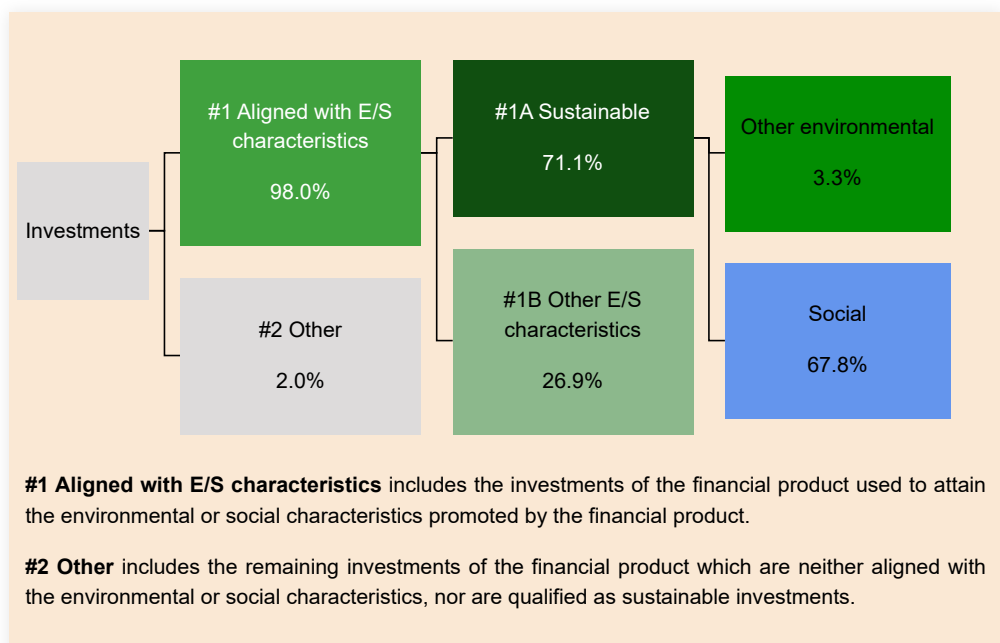 Investments
#1 Aligned with E/S
characteristics
98.0%
#2 Other
2.0%
#1A Sustainable
71.1%
#1B Other E/S
characteristics
26.9%
Other environmental
3.3%
Social
67.8%
#1 Aligned with E/S characteristics includes the investments of the financial product used to attain
the environmental or social characteristics promoted by the financial product.
#2 Other includes the remaining investments of the financial product which are neither aligned with
the environmental or social characteristics, nor are qualified as sustainable investments.